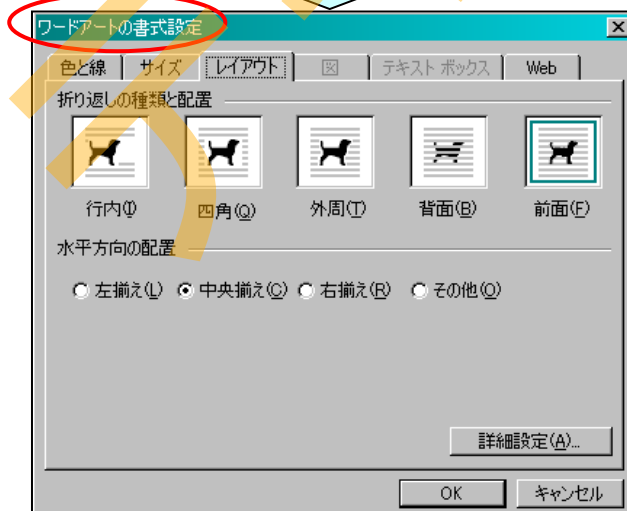 ワードアートの書式設定
色と線 サイズ レイアウト 図 テキスト ボックス Web
折り返しの種類と配置
行内(I) 四角(Q) 外周(T) 背面(B) 前面(F)
水平方向の配置
左揃え(L) 中央揃え(C) 右揃え(R) その他(O)
詳細設定(A)...
OK キャンセル